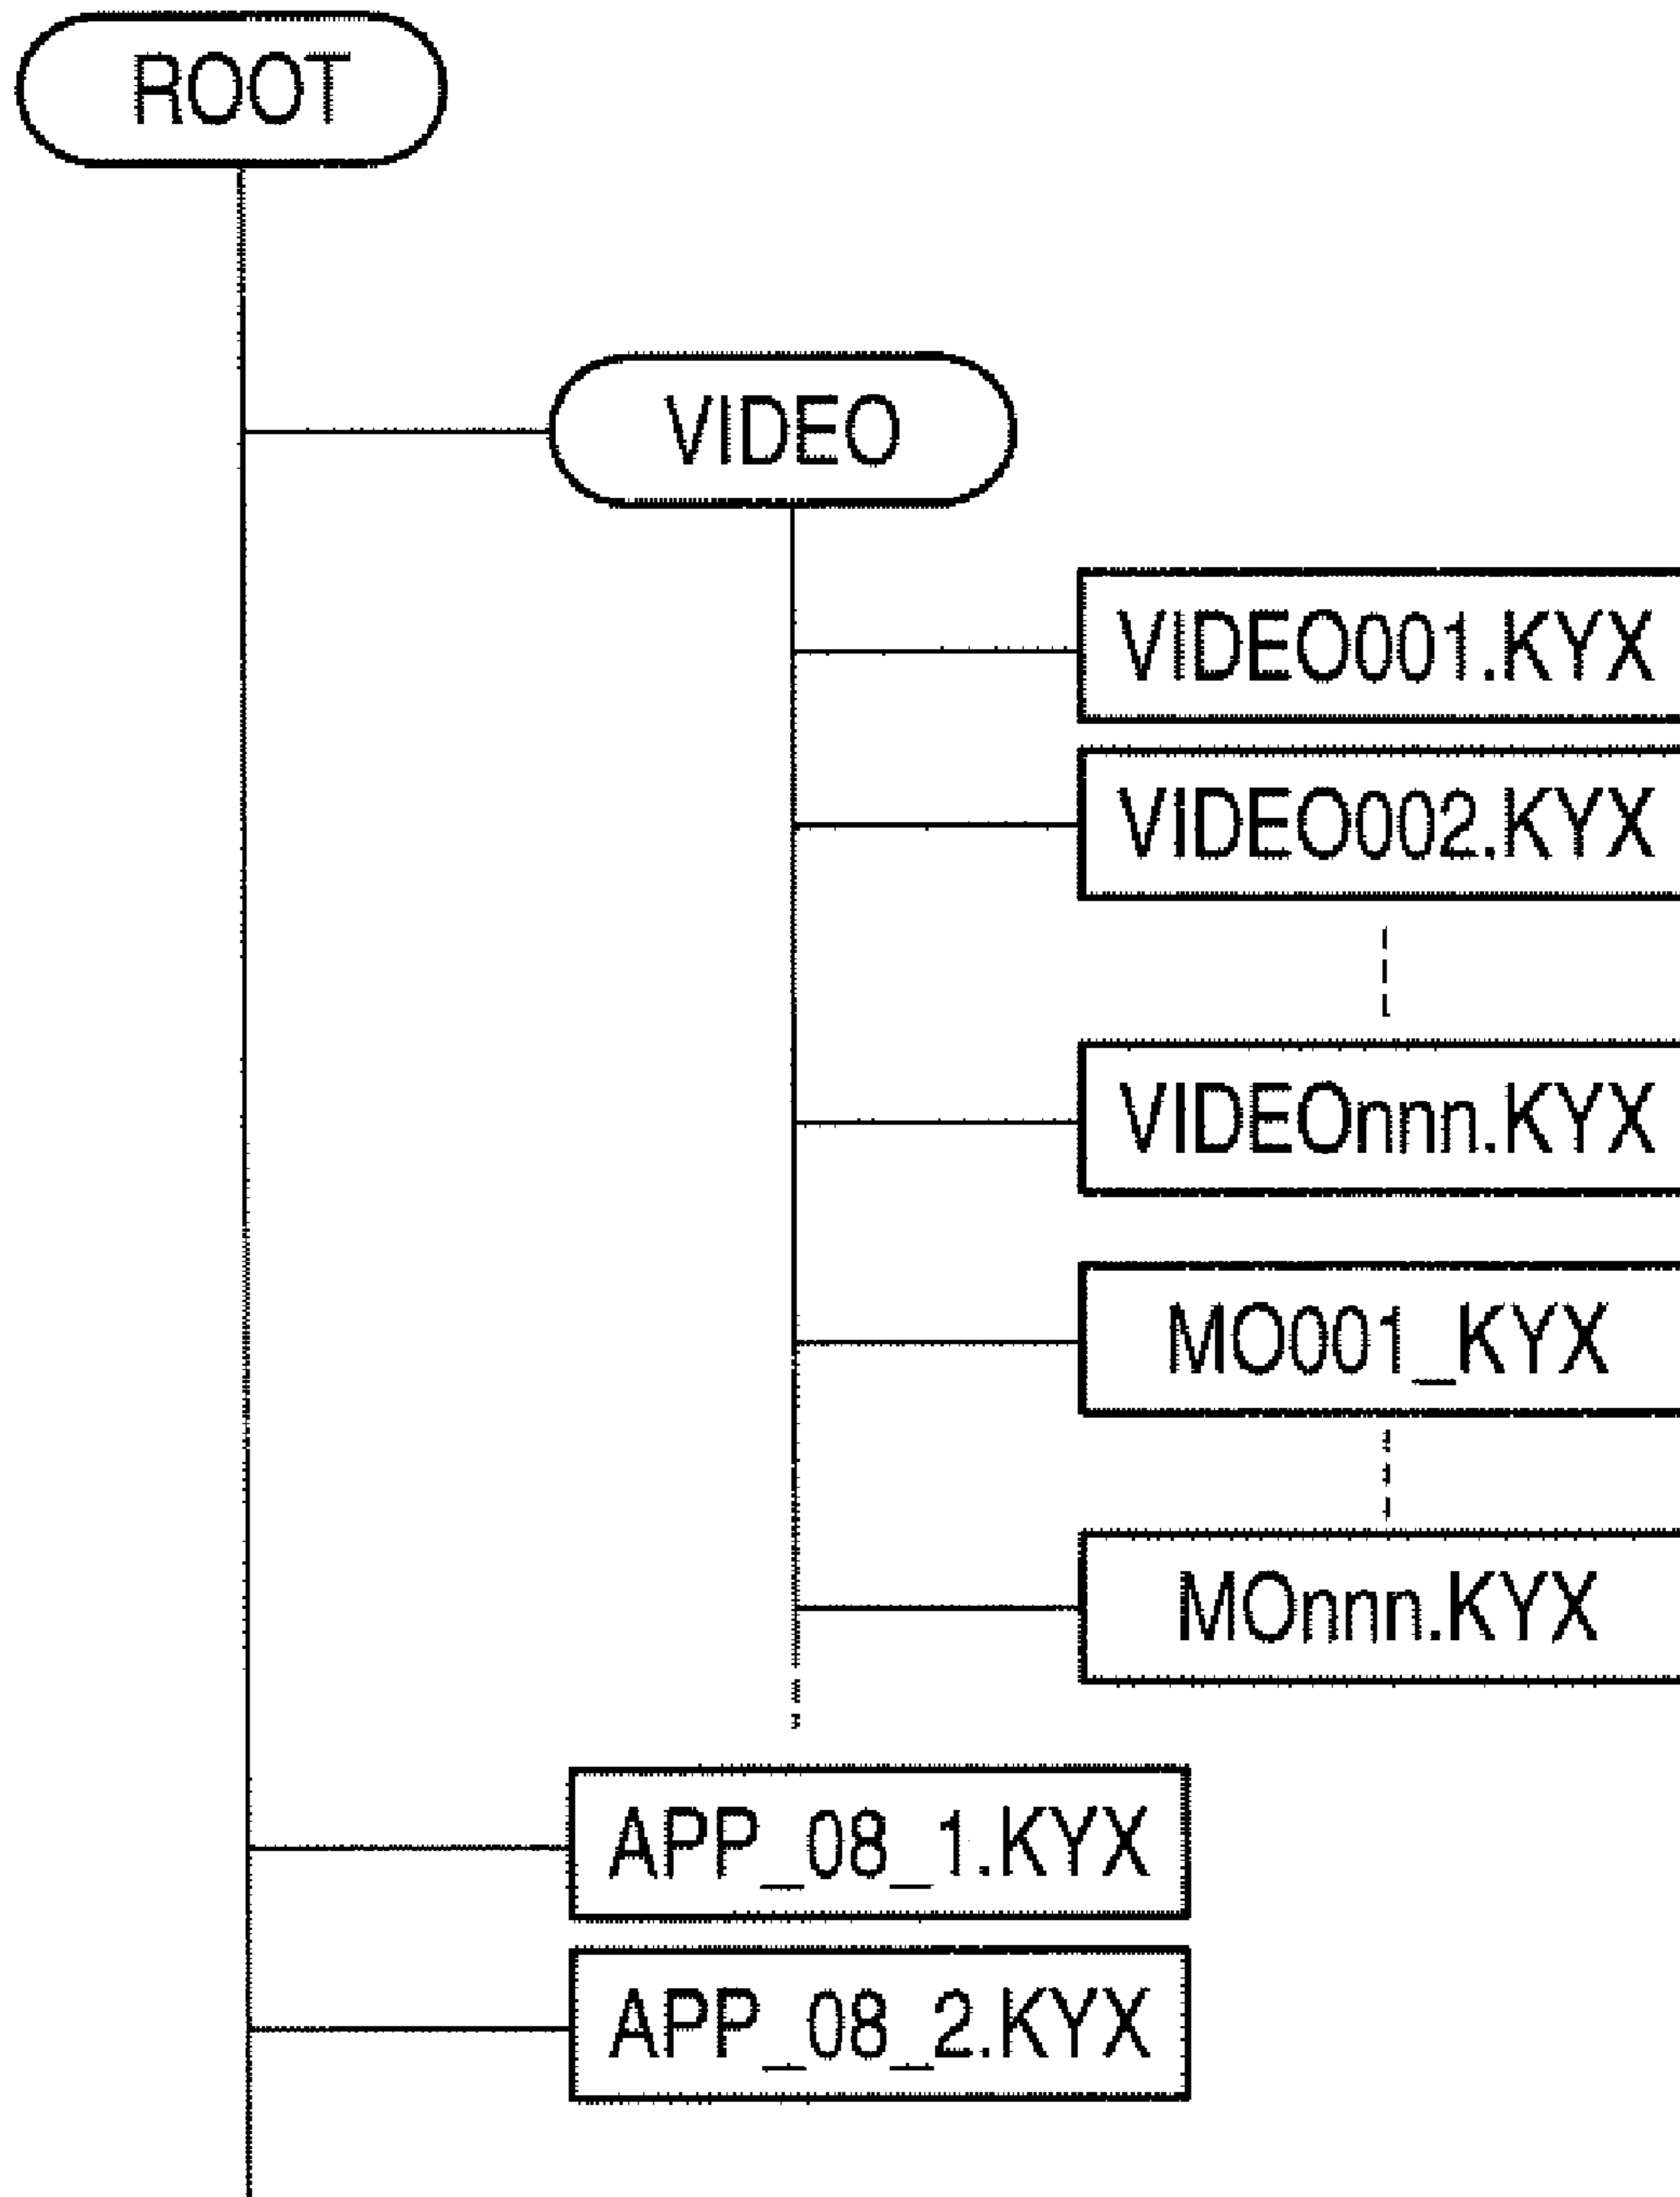 ROOT
VIDEO
VIDEO001.KYX
VIDEO002.KYX
VIDEOnnn.KYX
MO001_KYX
MOnnn.KYX
APP_08_1.KYX
APP_08_2.KYX